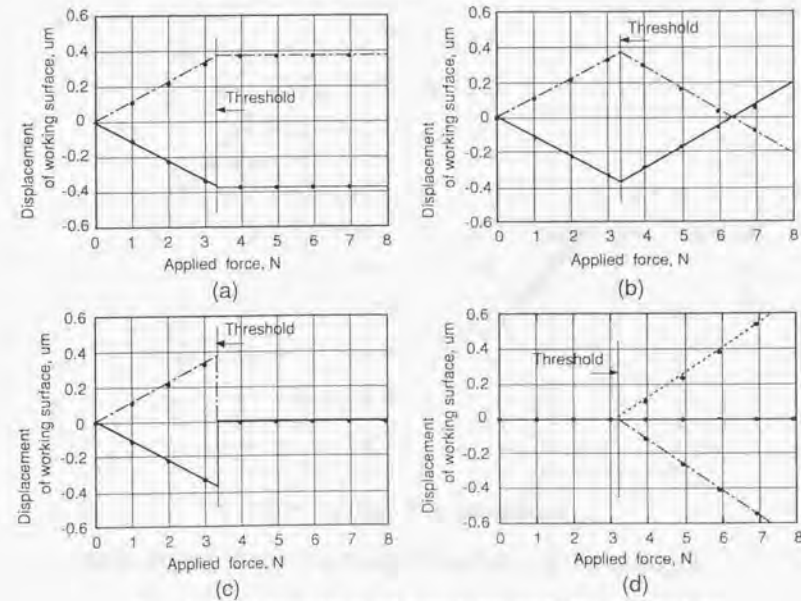 Displacement
of working surface, um
0.6
0.4
0.2
0
-0.2
-0.4
-0.6
Threshold
0 1 2 3 4 5 6 7 8
Applied force, N
(a)
Displacement
of working surface, um
0.6
0.4
0.2
0
-0.2
-0.4
-0.6
Threshold
0 1 2 3 4 5 6 7 8
Applied force, N
(b)
Displacement
of working surface, um
0.6
0.4
0.2
0
-0.2
-0.4
-0.6
Threshold
0 1 2 3 4 5 6 7 8
Applied force, N
(c)
Displacement
of working surface, um
0.6
0.4
0.2
0
-0.2
-0.4
-0.6
Threshold
0 1 2 3 4 5 6 7 8
Applied force, N
(d)